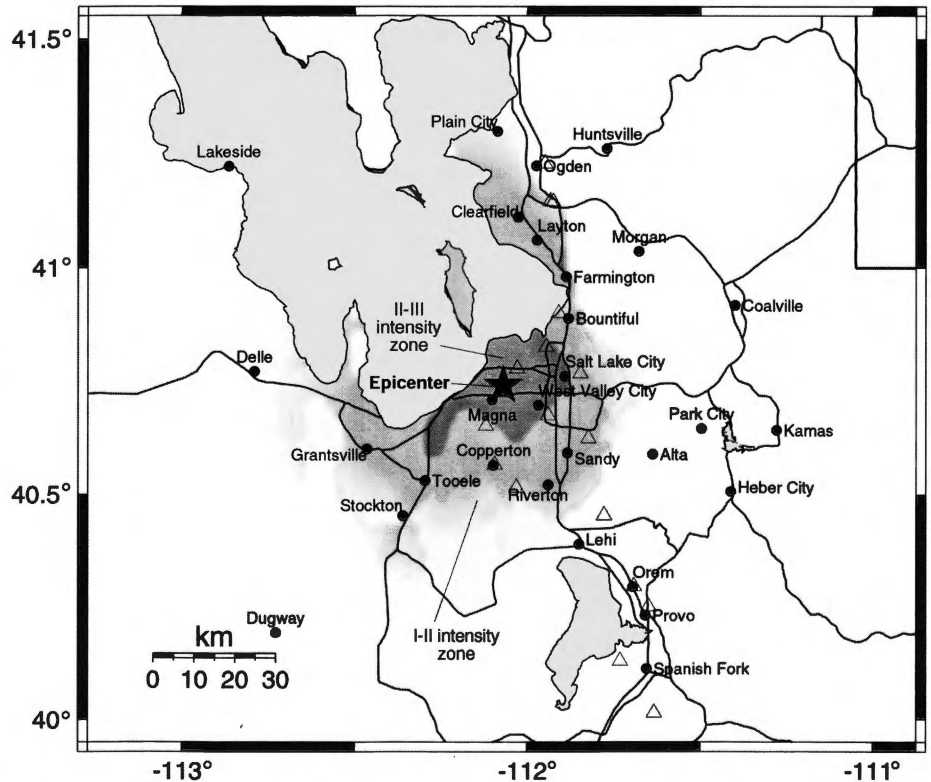 41.5°
Plain City
Huntsville
Lakeside
Ogden
Clearfield
Layton
Morgan
41°
Farmington
Coalville
II-III
intensity
zone
Bountiful
Delle
Salt Lake City
Epicenter
West Valley City
Magna
Park City
Kamas
Grantsville
Copperton
Sandy
Alta
40.5°
Tooele
Riverton
Heber City
Stockton
Lehi
Orem
Dugway
Provo
km
I-II intensity
zone
0 10 20 30
Spanish Fork
40°
-113° -112° -111°